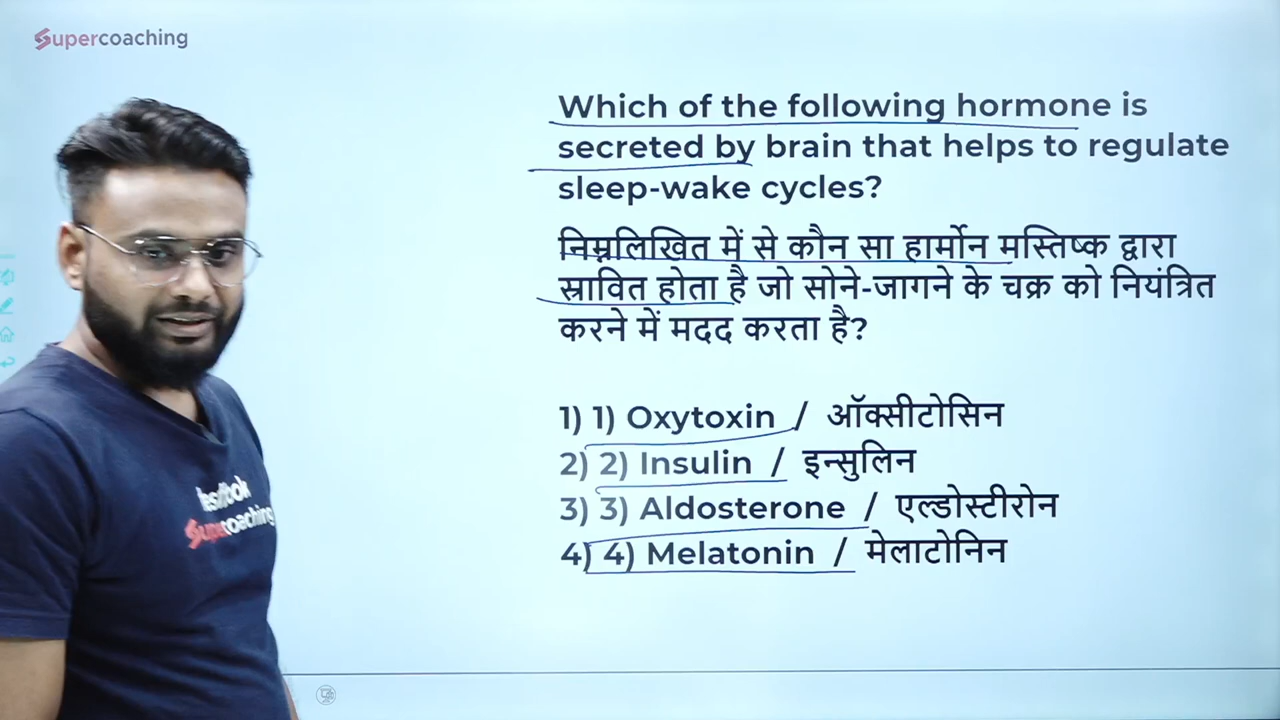 Supercoaching
Which of the following hormone is
secreted by brain that helps to regulate
sleep-wake cycles?
निम्नलिखित में से कौन सा हार्मोन मस्तिष्क द्वारा
स्रावित होता है जो सोने-जागने के चक्र को नियंत्रित
करने में मदद करता है?
1) 1) Oxytoxin / ऑक्सीटोसिन
2) 2) Insulin / इन्सुलिन
3) 3) Aldosterone / एल्डोस्टीरोन
4) 4) Melatonin / मेलाटोनिन
testbook
Supercoaching